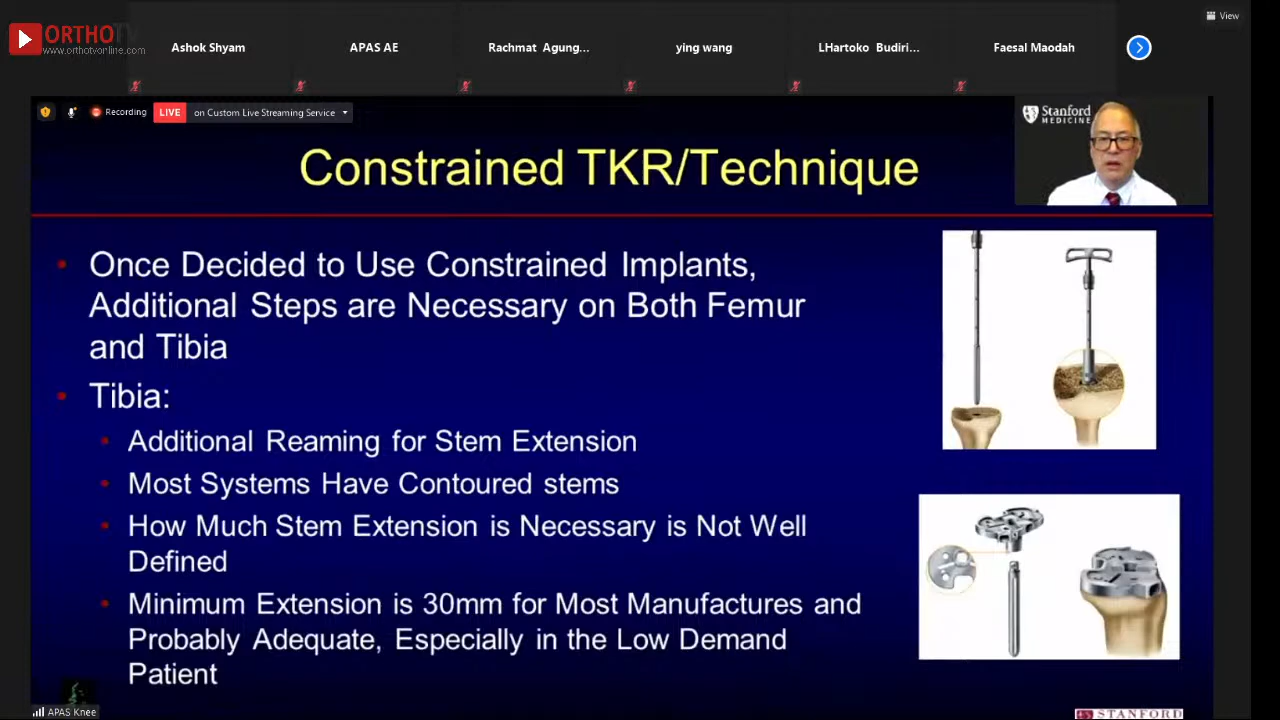 ORTHOTV
www.orthotvonline.com
Ashok Shyam
APAS AE
Rachmat Agung...
ying wang
LHartoko Budiri...
Faesal Maodah
View
Recording
LIVE
on Custom Live Streaming Service
Stanford
MEDICINE
Constrained TKR/Technique
• Once Decided to Use Constrained Implants,
Additional Steps are Necessary on Both Femur
and Tibia
• Tibia:
• Additional Reaming for Stem Extension
• Most Systems Have Contoured stems
• How Much Stem Extension is Necessary is Not Well
Defined
• Minimum Extension is 30mm for Most Manufactures and
Probably Adequate, Especially in the Low Demand
Patient
APAS Knee
STANFORD